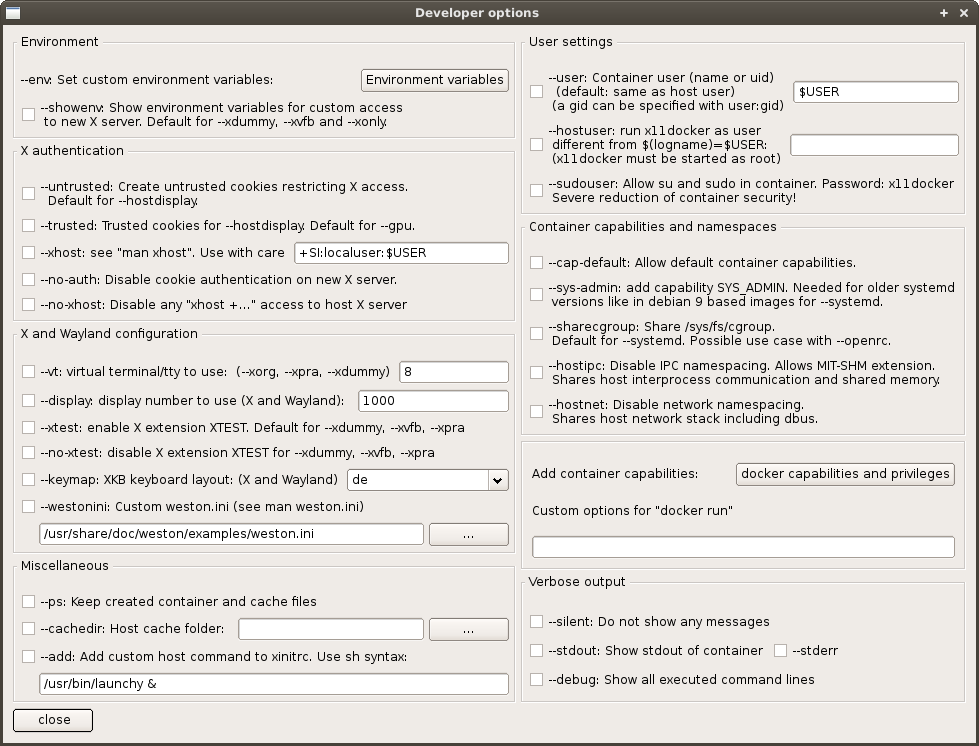 Developer options
Environment
--env: Set custom environment variables:
Environment variables
--showenv: Show environment variables for custom access
to new X server. Default for --xdummy, --xvfb and --xonly.
X authentication
--untrusted: Create untrusted cookies restricting X access.
Default for --hostdisplay.
--trusted: Trusted cookies for --hostdisplay. Default for --gpu.
--xhost: see "man xhost". Use with care
+SI:localuser:$USER
--no-auth: Disable cookie authentication on new X server.
--no-xhost: Disable any "xhost +..." access to host X server
X and Wayland configuration
--vt: virtual terminal/tty to use: (--xorg, --xpra, --xdummy)
8
--display: display number to use (X and Wayland):
1000
--xtest: enable X extension XTEST. Default for --xdummy, --xvfb, --xpra
--no-xtest: disable X extension XTEST for --xdummy, --xvfb, --xpra
--keymap: XKB keyboard layout: (X and Wayland)
de
--westonini: Custom weston.ini (see man weston.ini)
/usr/share/doc/weston/examples/weston.ini
...
Miscellaneous
--ps: Keep created container and cache files
--cachedir: Host cache folder:
...
--add: Add custom host command to xinitrc. Use sh syntax:
/usr/bin/launchy &
close
User settings
--user: Container user (name or uid)
(default: same as host user)
(a gid can be specified with user:gid)
$USER
--hostuser: run x11docker as user
different from $(logname)=$USER:
(x11docker must be started as root)
--sudouser: Allow su and sudo in container. Password: x11docker
Severe reduction of container security!
Container capabilities and namespaces
--cap-default: Allow default container capabilities.
--sys-admin: add capability SYS_ADMIN. Needed for older systemd
versions like in debian 9 based images for --systemd.
--sharecgroup: Share /sys/fs/cgroup.
Default for --systemd. Possible use case with --openrc.
--hostipc: Disable IPC namespacing. Allows MIT-SHM extension.
Shares host interprocess communication and shared memory.
--hostnet: Disable network namespacing.
Shares host network stack including dbus.
Add container capabilities:
docker capabilities and privileges
Custom options for "docker run"
Verbose output
--silent: Do not show any messages
--stdout: Show stdout of container
--stderr
--debug: Show all executed command lines